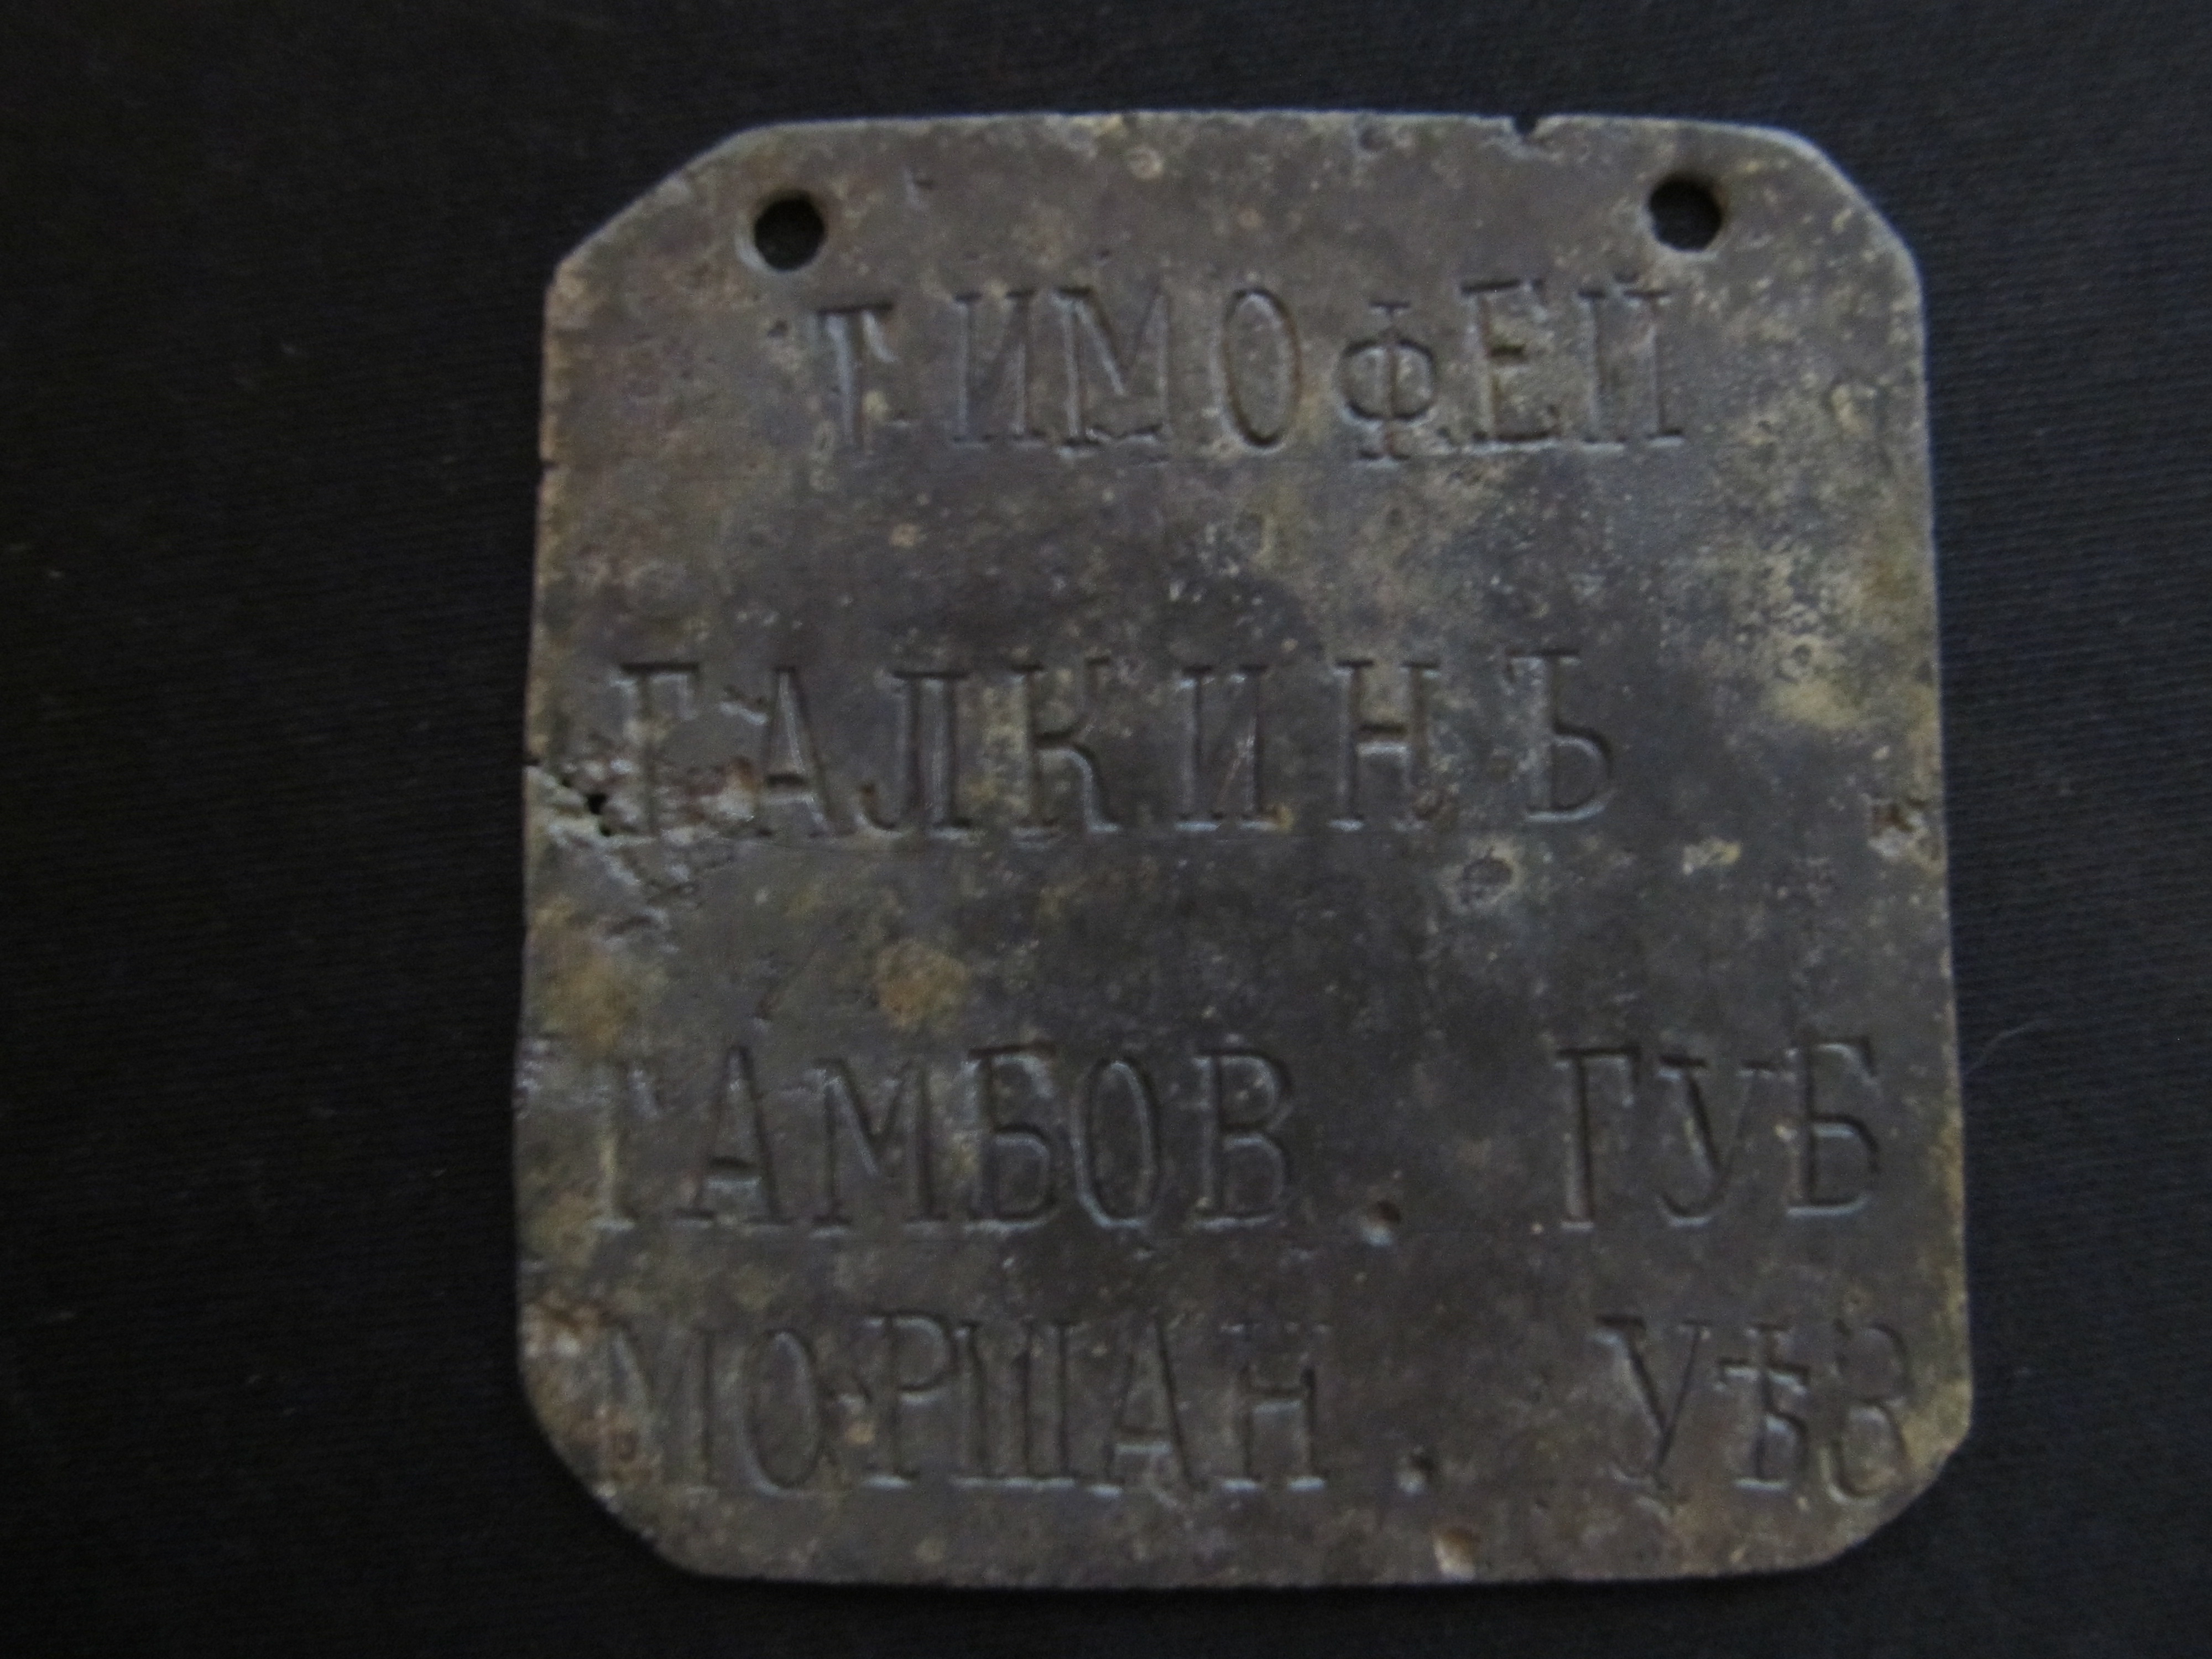 ТИМОФЕЙ
ГАЛКИНЪ
ТАМБОВ. ГУБ
МОРШАН. УѢЗ